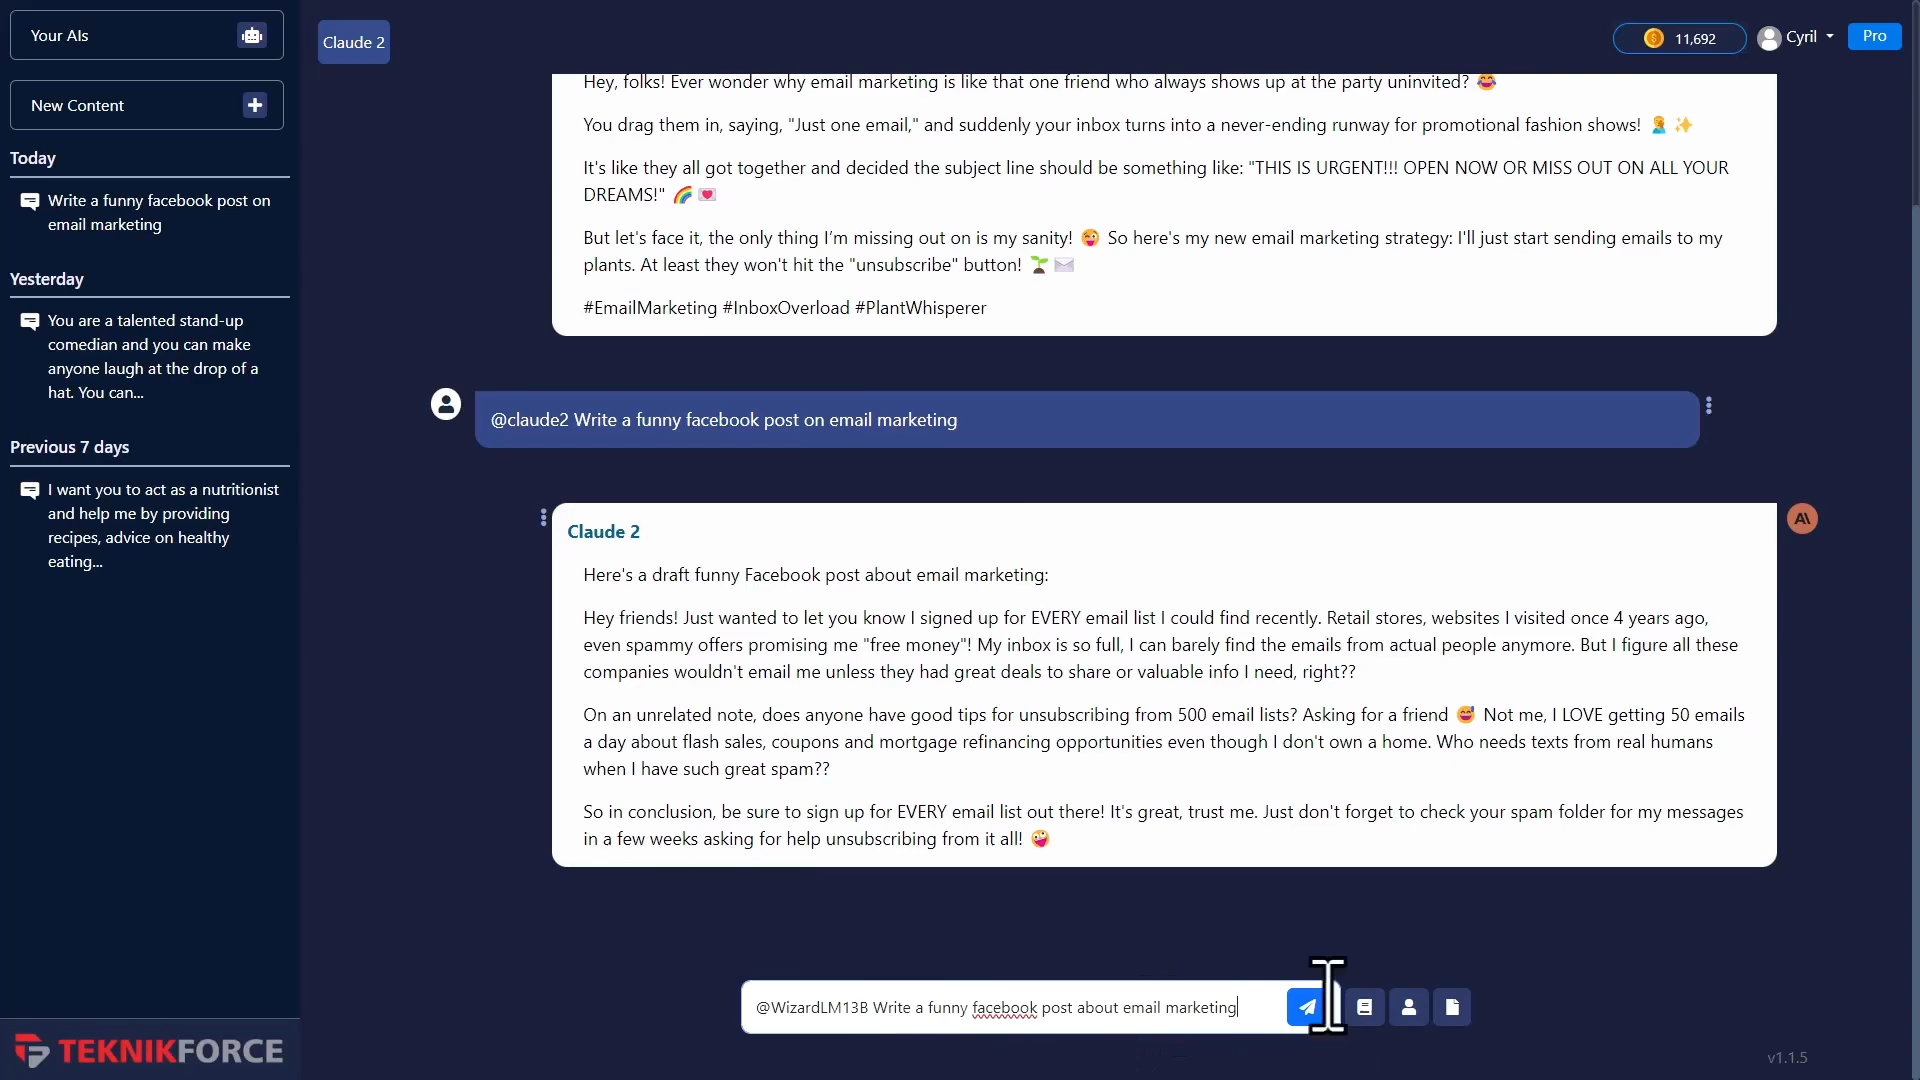 Your AIs
New Content
Today
Write a funny facebook post on
email marketing
Yesterday
You are a talented stand-up
comedian and you can make
anyone laugh at the drop of a
hat. You can...
Previous 7 days
I want you to act as a nutritionist
and help me by providing
recipes, advice on healthy
eating...
TEKNIKFORCE
Claude 2
11,692
Cyril
Pro
Hey, folks! Ever wonder why email marketing is like that one friend who always shows up at the party uninvited? 😂
You drag them in, saying, "Just one email," and suddenly your inbox turns into a never-ending runway for promotional fashion shows! 🤦 ✨
It's like they all got together and decided the subject line should be something like: "THIS IS URGENT!!! OPEN NOW OR MISS OUT ON ALL YOUR
DREAMS!" 🌈 💌
But let's face it, the only thing I’m missing out on is my sanity! 😜 So here's my new email marketing strategy: I'll just start sending emails to my
plants. At least they won't hit the "unsubscribe" button! 🌱 ✉️
#EmailMarketing #InboxOverload #PlantWhisperer
@claude2 Write a funny facebook post on email marketing
Claude 2
A\
Here's a draft funny Facebook post about email marketing:
Hey friends! Just wanted to let you know I signed up for EVERY email list I could find recently. Retail stores, websites I visited once 4 years ago,
even spammy offers promising me "free money"! My inbox is so full, I can barely find the emails from actual people anymore. But I figure all these
companies wouldn't email me unless they had great deals to share or valuable info I need, right??
On an unrelated note, does anyone have good tips for unsubscribing from 500 email lists? Asking for a friend 😅 Not me, I LOVE getting 50 emails
a day about flash sales, coupons and mortgage refinancing opportunities even though I don't own a home. Who needs texts from real humans
when I have such great spam??
So in conclusion, be sure to sign up for EVERY email list out there! It's great, trust me. Just don't forget to check your spam folder for my messages
in a few weeks asking for help unsubscribing from it all! 🤪
@WizardLM13B Write a funny facebook post about email marketing
v1.1.5